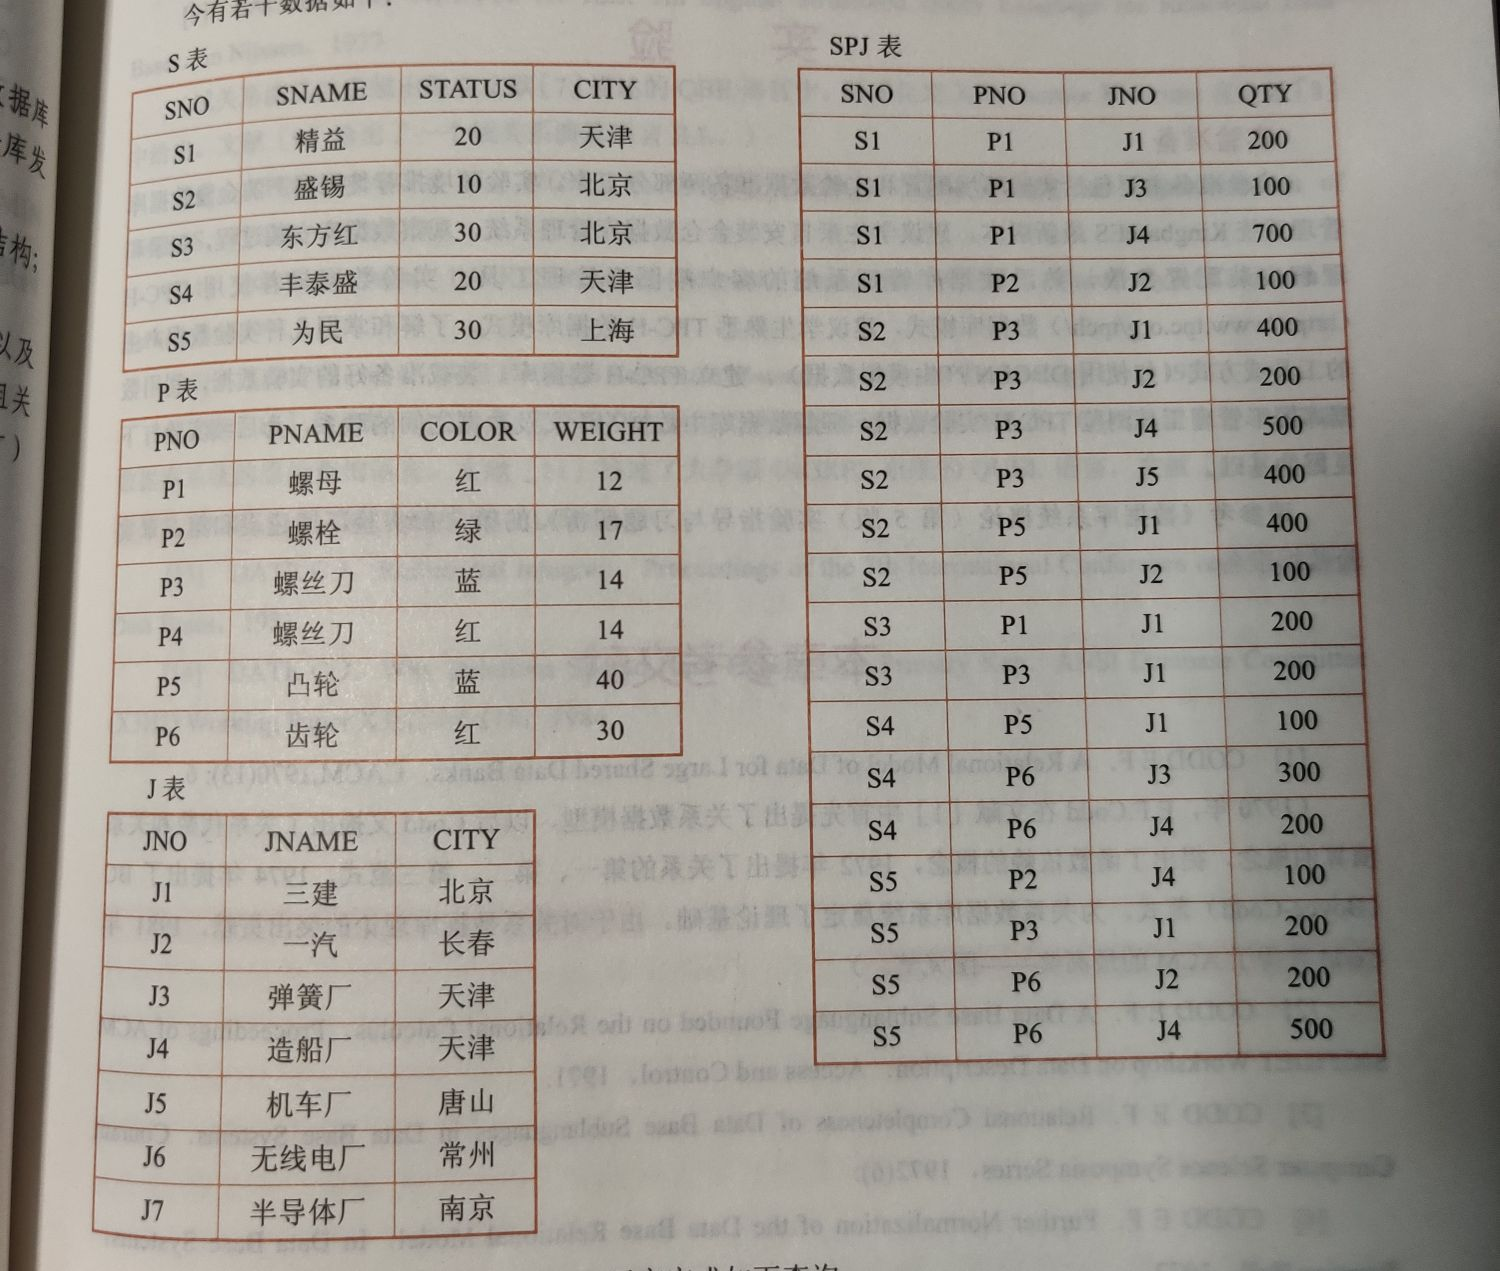 今有若干数据如下：
S 表
SNO SNAME STATUS CITY
S1 精益 20 天津
S2 盛锡 10 北京
S3 东方红 30 北京
S4 丰泰盛 20 天津
S5 为民 30 上海
P 表
PNO PNAME COLOR WEIGHT
P1 螺母 红 12
P2 螺栓 绿 17
P3 螺丝刀 蓝 14
P4 螺丝刀 红 14
P5 凸轮 蓝 40
P6 齿轮 红 30
J 表
JNO JNAME CITY
J1 三建 北京
J2 一汽 长春
J3 弹簧厂 天津
J4 造船厂 天津
J5 机车厂 唐山
J6 无线电厂 常州
J7 半导体厂 南京
SPJ 表
SNO PNO JNO QTY
S1 P1 J1 200
S1 P1 J3 100
S1 P1 J4 700
S1 P2 J2 100
S2 P3 J1 400
S2 P3 J2 200
S2 P3 J4 500
S2 P3 J5 400
S2 P5 J1 400
S2 P5 J2 100
S3 P1 J1 200
S3 P3 J1 200
S4 P5 J1 100
S4 P6 J3 300
S4 P6 J4 200
S5 P2 J4 100
S5 P3 J1 200
S5 P6 J2 200
S5 P6 J4 500
数据库
库发
结构;
以及
且关